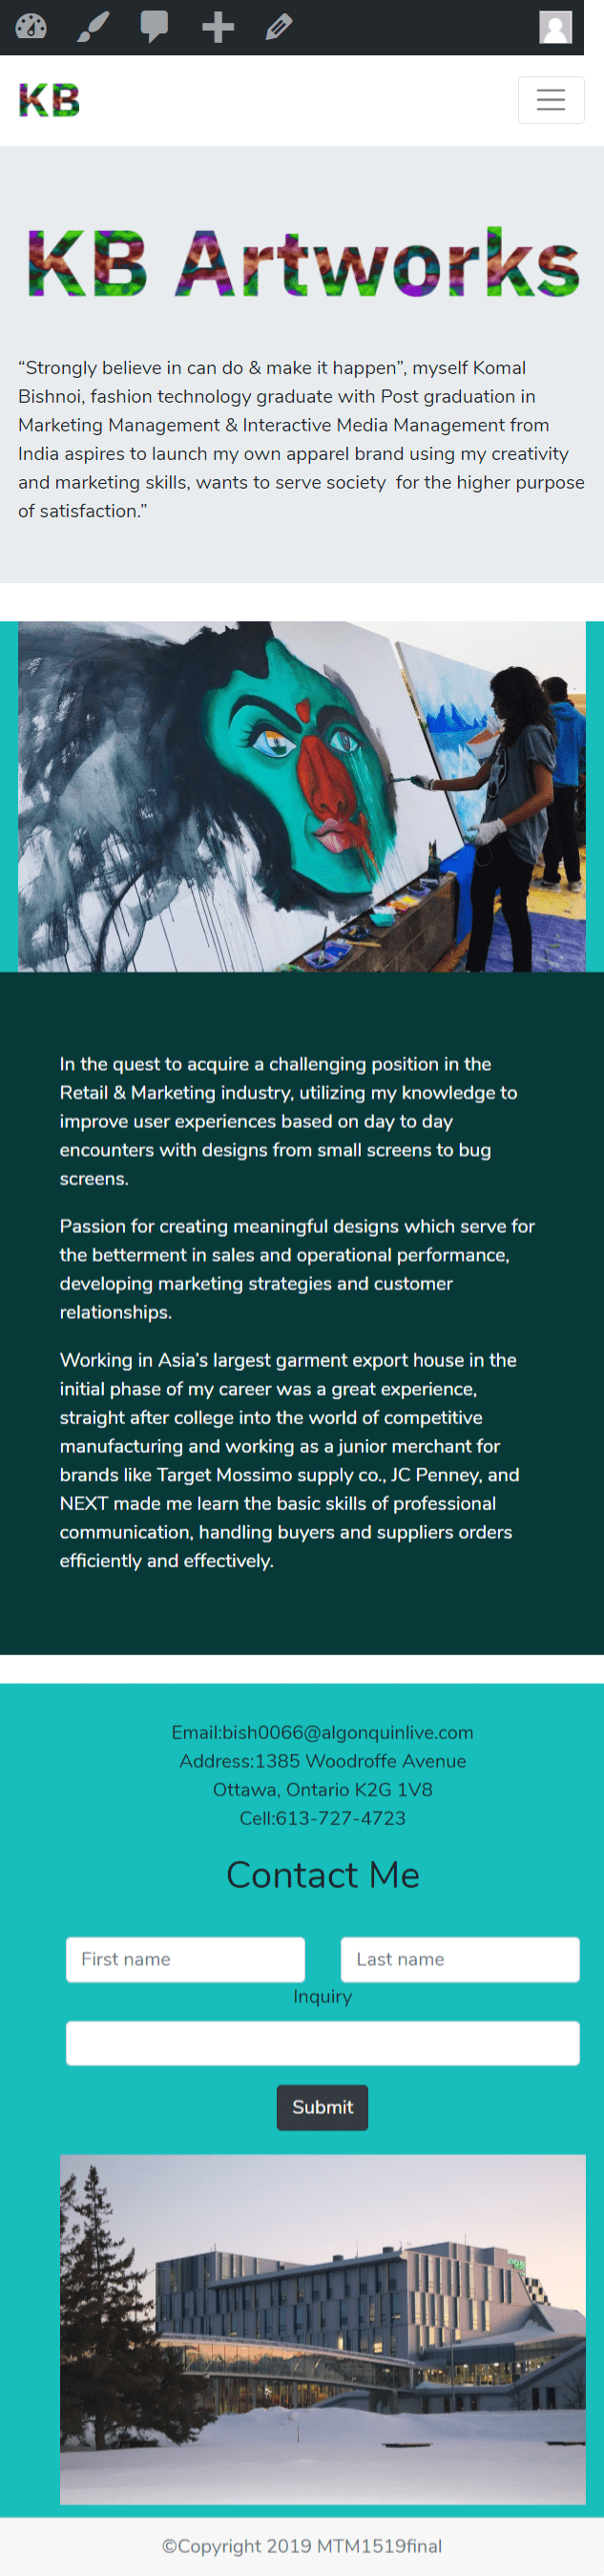 KB
KB Artworks
“Strongly believe in can do & make it happen”, myself Komal
Bishnoi, fashion technology graduate with Post graduation in
Marketing Management & Interactive Media Management from
India aspires to launch my own apparel brand using my creativity
and marketing skills, wants to serve society  for the higher purpose
of satisfaction.”
In the quest to acquire a challenging position in the
Retail & Marketing industry, utilizing my knowledge to
improve user experiences based on day to day
encounters with designs from small screens to bug
screens.
Passion for creating meaningful designs which serve for
the betterment in sales and operational performance,
developing marketing strategies and customer
relationships.
Working in Asia’s largest garment export house in the
initial phase of my career was a great experience,
straight after college into the world of competitive
manufacturing and working as a junior merchant for
brands like Target Mossimo supply co., JC Penney, and
NEXT made me learn the basic skills of professional
communication, handling buyers and suppliers orders
efficiently and effectively.
Email:bish0066@algonquinlive.com
Address:1385 Woodroffe Avenue
Ottawa, Ontario K2G 1V8
Cell:613-727-4723
Contact Me
First name Last name
Inquiry
Submit
©Copyright 2019 MTM1519final